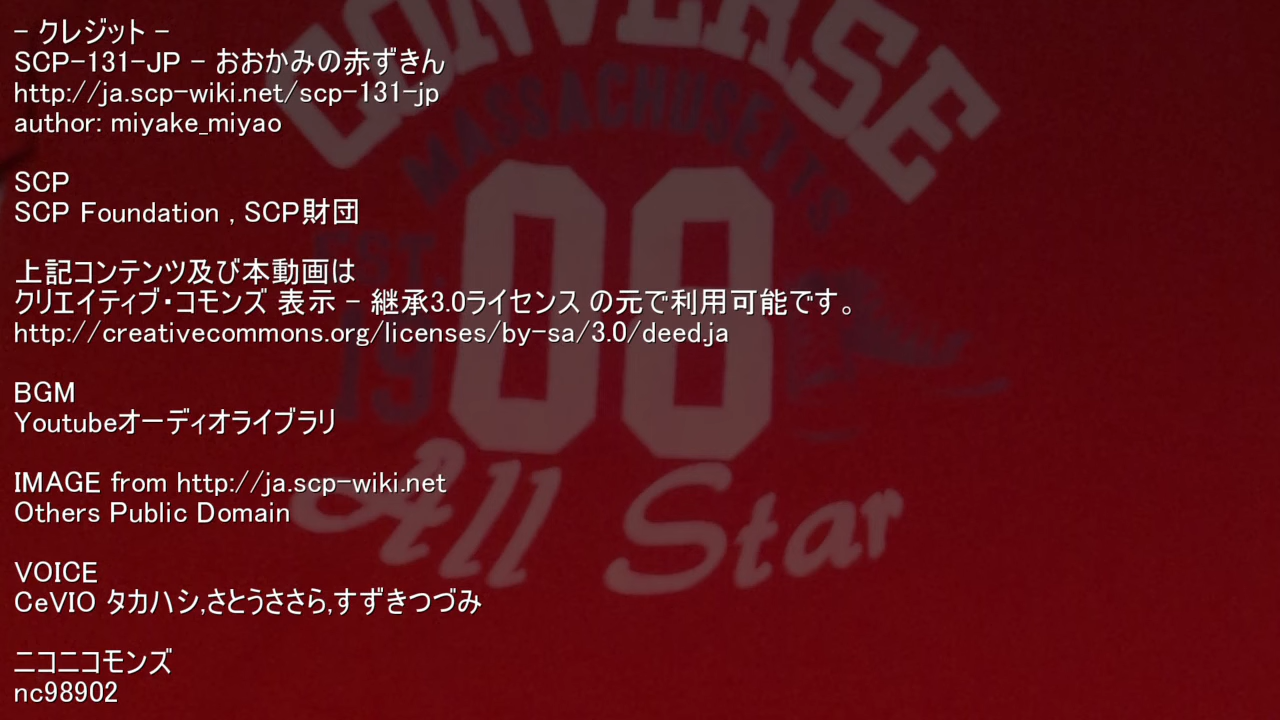 - クレジット -
SCP-131-JP - おおかみの赤ずきん
http://ja.scp-wiki.net/scp-131-jp
author: miyake_miyao
SCP
SCP Foundation , SCP財団
上記コンテンツ及び本動画は
クリエイティブ・コモンズ 表示 - 継承3.0ライセンス の元で利用可能です。
http://creativecommons.org/licenses/by-sa/3.0/deed.ja
BGM
Youtubeオーディオライブラリ
IMAGE from http://ja.scp-wiki.net
Others Public Domain
VOICE
CeVIO タカハシ,さとうささら,すずきつづみ
ニコニコモンズ
nc98902
CONVERSE
MASSACHUSETTS
EST.
19 08
All Star